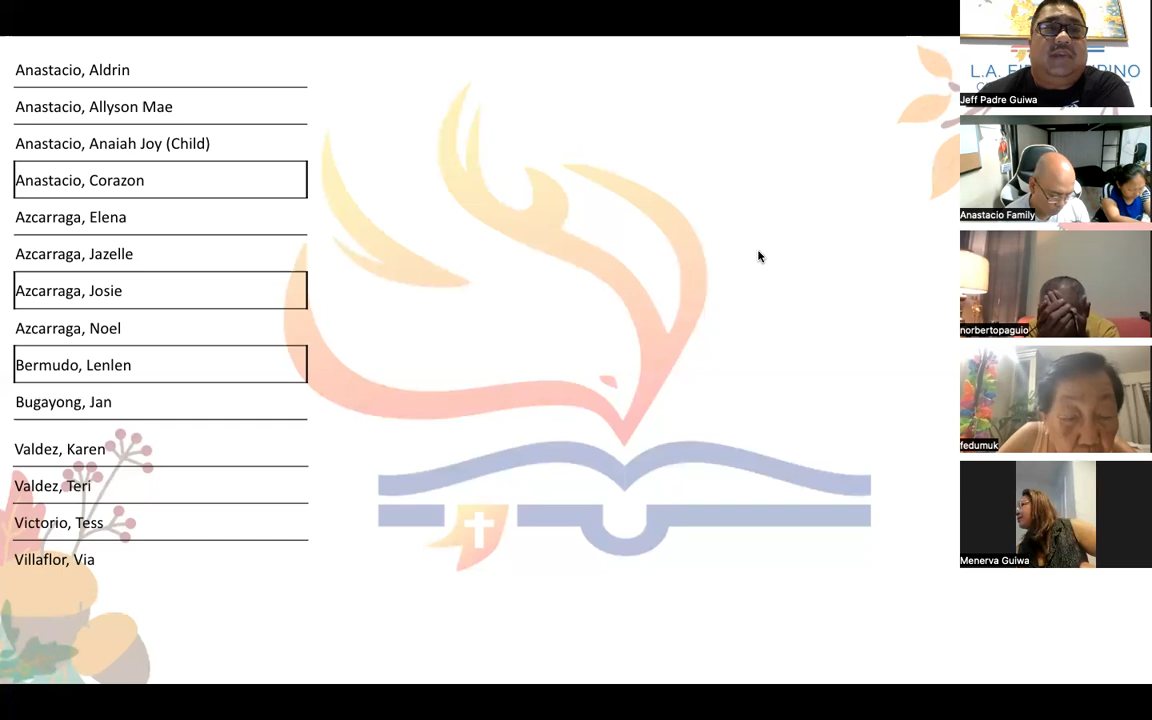 Anastacio, Aldrin
Anastacio, Allyson Mae
Anastacio, Anaiah Joy (Child)
Anastacio, Corazon
Azcarraga, Elena
Azcarraga, Jazelle
Azcarraga, Josie
Azcarraga, Noel
Bermudo, Lenlen
Bugayong, Jan
Valdez, Karen
Valdez, Teri
Victorio, Tess
Villaflor, Via
L.A.
Jeff Padre Guiwa
Anastacio Family
norbertopaguio
fedumuk
Menerva Guiwa